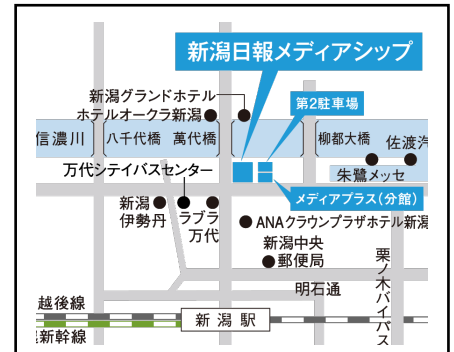 新潟日報メディアシップ
新潟グランドホテル
ホテルオークラ新潟
第2駐車場
信濃川
八千代橋
萬代橋
柳都大橋
佐渡汽
朱鷺メッセ
万代シテイバスセンター
メディアプラス(分館)
新潟
伊勢丹
ラブラ
万代
ANAクラウンプラザホテル新潟
新潟中央
郵便局
栗ノ木バイパス
明石通
越後線
新潟駅
新幹線